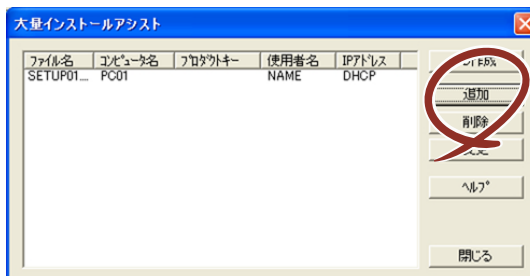 大量インストールアシスト
ファイル名 コンピュータ名 プロダクトキー 使用者名 IPアドレス
SETUP01... PC01 NAME DHCP
追加
削除
ヘルプ
閉じる